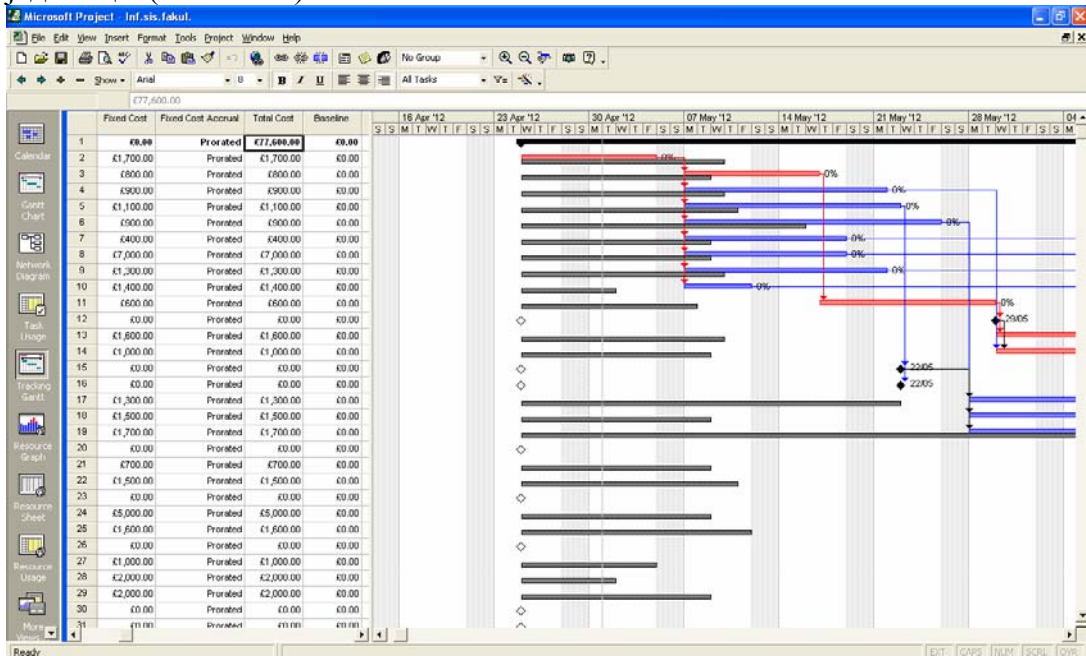 Microsoft Project - Inf.sis.fakul.
File Edit View Insert Format Tools Project Window Help
No Group
Show Arial 8 B I U All Tasks
£77,600.00
Fixed Cost Fixed Cost Accrual Total Cost Baseline
16 Apr '12 23 Apr '12 30 Apr '12 07 May '12 14 May '12 21 May '12 28 May '12 04
S S M T W T F S S M T W T F S S M T W T F S S M T W T F S S M T W T F S S M T W T F S S M T W T F S S M
1 £0.00 Prorated £77,600.00 £0.00
2 £1,700.00 Prorated £1,700.00 £0.00 0%
3 £800.00 Prorated £800.00 £0.00 0%
4 £900.00 Prorated £900.00 £0.00 0%
5 £1,100.00 Prorated £1,100.00 £0.00 0%
6 £900.00 Prorated £900.00 £0.00 0%
7 £400.00 Prorated £400.00 £0.00 0%
8 £7,000.00 Prorated £7,000.00 £0.00 0%
9 £1,300.00 Prorated £1,300.00 £0.00 0%
10 £1,400.00 Prorated £1,400.00 £0.00 0%
11 £600.00 Prorated £600.00 £0.00 0%
12 £0.00 Prorated £0.00 £0.00 29/05
13 £1,600.00 Prorated £1,600.00 £0.00
14 £1,000.00 Prorated £1,000.00 £0.00
15 £0.00 Prorated £0.00 £0.00 22/05
16 £0.00 Prorated £0.00 £0.00 22/05
17 £1,300.00 Prorated £1,300.00 £0.00
18 £1,500.00 Prorated £1,500.00 £0.00
19 £1,700.00 Prorated £1,700.00 £0.00
20 £0.00 Prorated £0.00 £0.00
21 £700.00 Prorated £700.00 £0.00
22 £1,500.00 Prorated £1,500.00 £0.00
23 £0.00 Prorated £0.00 £0.00
24 £5,000.00 Prorated £5,000.00 £0.00
25 £1,600.00 Prorated £1,600.00 £0.00
26 £0.00 Prorated £0.00 £0.00
27 £1,000.00 Prorated £1,000.00 £0.00
28 £2,000.00 Prorated £2,000.00 £0.00
29 £2,000.00 Prorated £2,000.00 £0.00
30 £0.00 Prorated £0.00 £0.00
31 £0.00 Prorated £0.00 £0.00
Calendar
Gantt Chart
Network Diagram
Task Usage
Tracking Gantt
Resource Graph
Resource Sheet
Resource Usage
More Views...
Ready
EXT CAPS NUM SCRL OVR